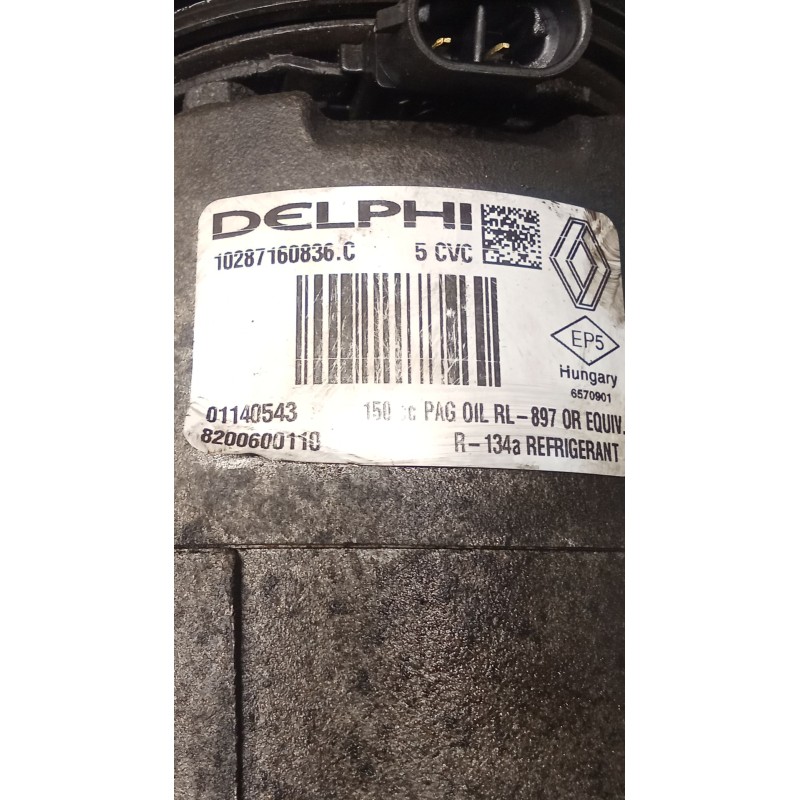 DELPHI
10287160836.C 5 CVC
EP5
Hungary
6570901
01140543 150 cc PAG OIL RL-897 OR EQUIV.
8200600110 R-134a REFRIGERANT